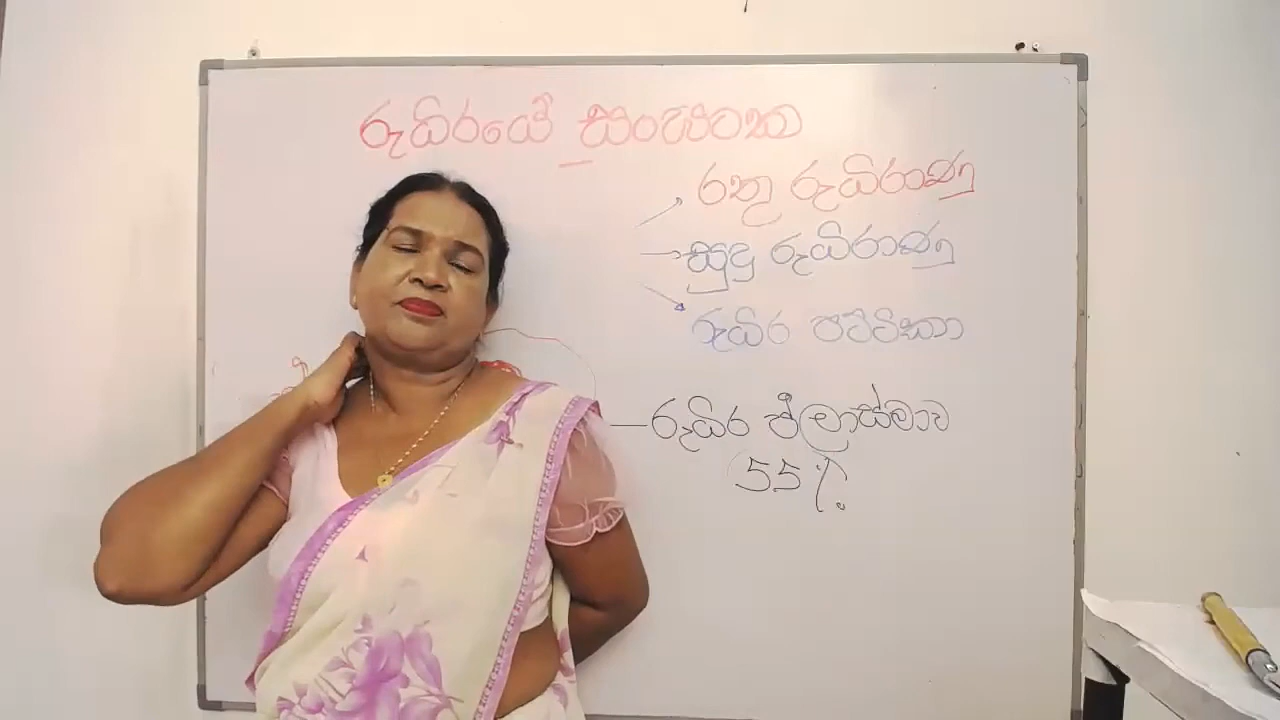 රුධිරයේ සංඝටක
රතු රුධිරාණු
සුදු රුධිරාණු
රුධිර පට්ටිකා
රුධිර ප්ලාස්මාව
55%